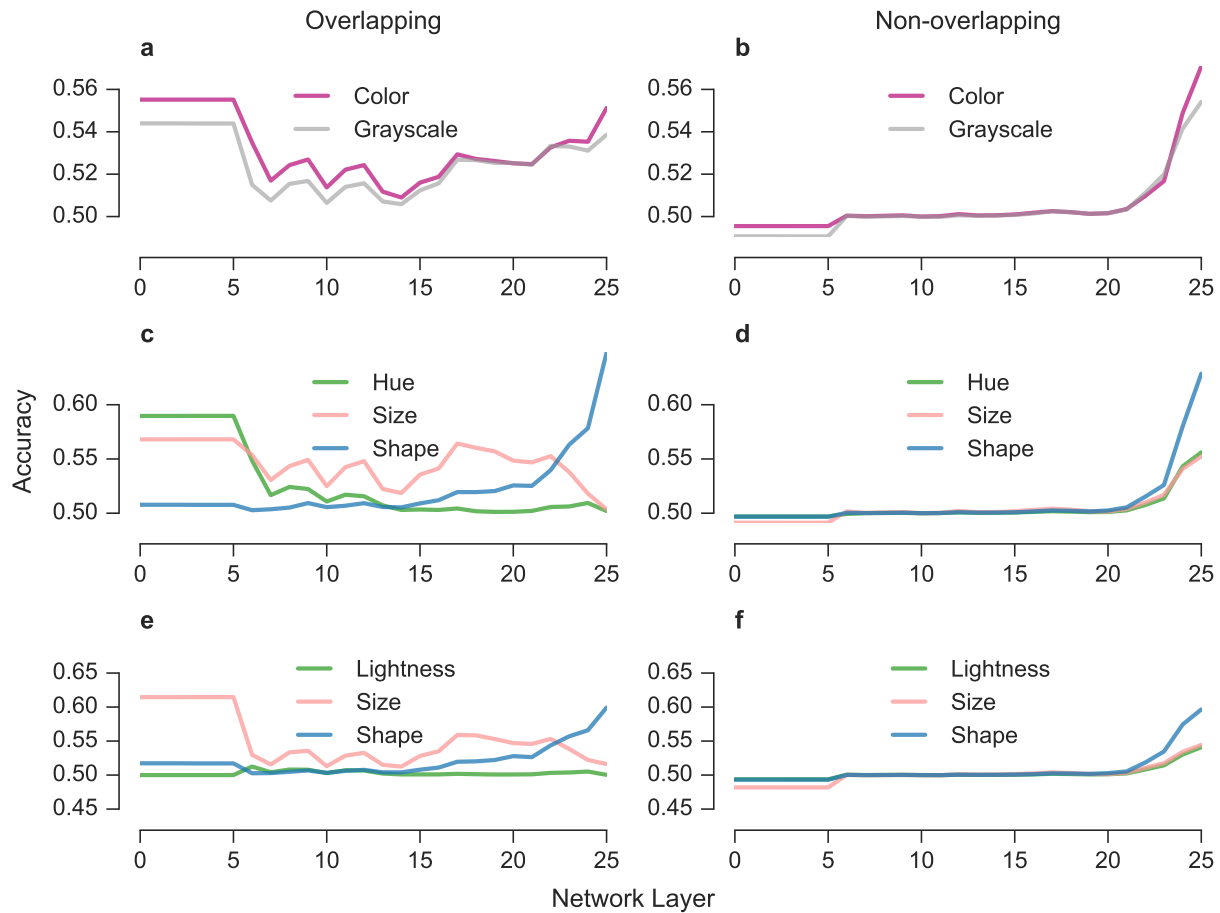 Overlapping
Non-overlapping
a
b
0.56
0.54
0.52
0.50
Color
Grayscale
0 5 10 15 20 25
0.56
0.54
0.52
0.50
Color
Grayscale
0 5 10 15 20 25
c
d
Accuracy
0.60
0.55
0.50
Hue
Size
Shape
0 5 10 15 20 25
0.60
0.55
0.50
Hue
Size
Shape
0 5 10 15 20 25
e
f
0.65
0.60
0.55
0.50
0.45
Lightness
Size
Shape
0 5 10 15 20 25
0.65
0.60
0.55
0.50
0.45
Lightness
Size
Shape
0 5 10 15 20 25
Network Layer